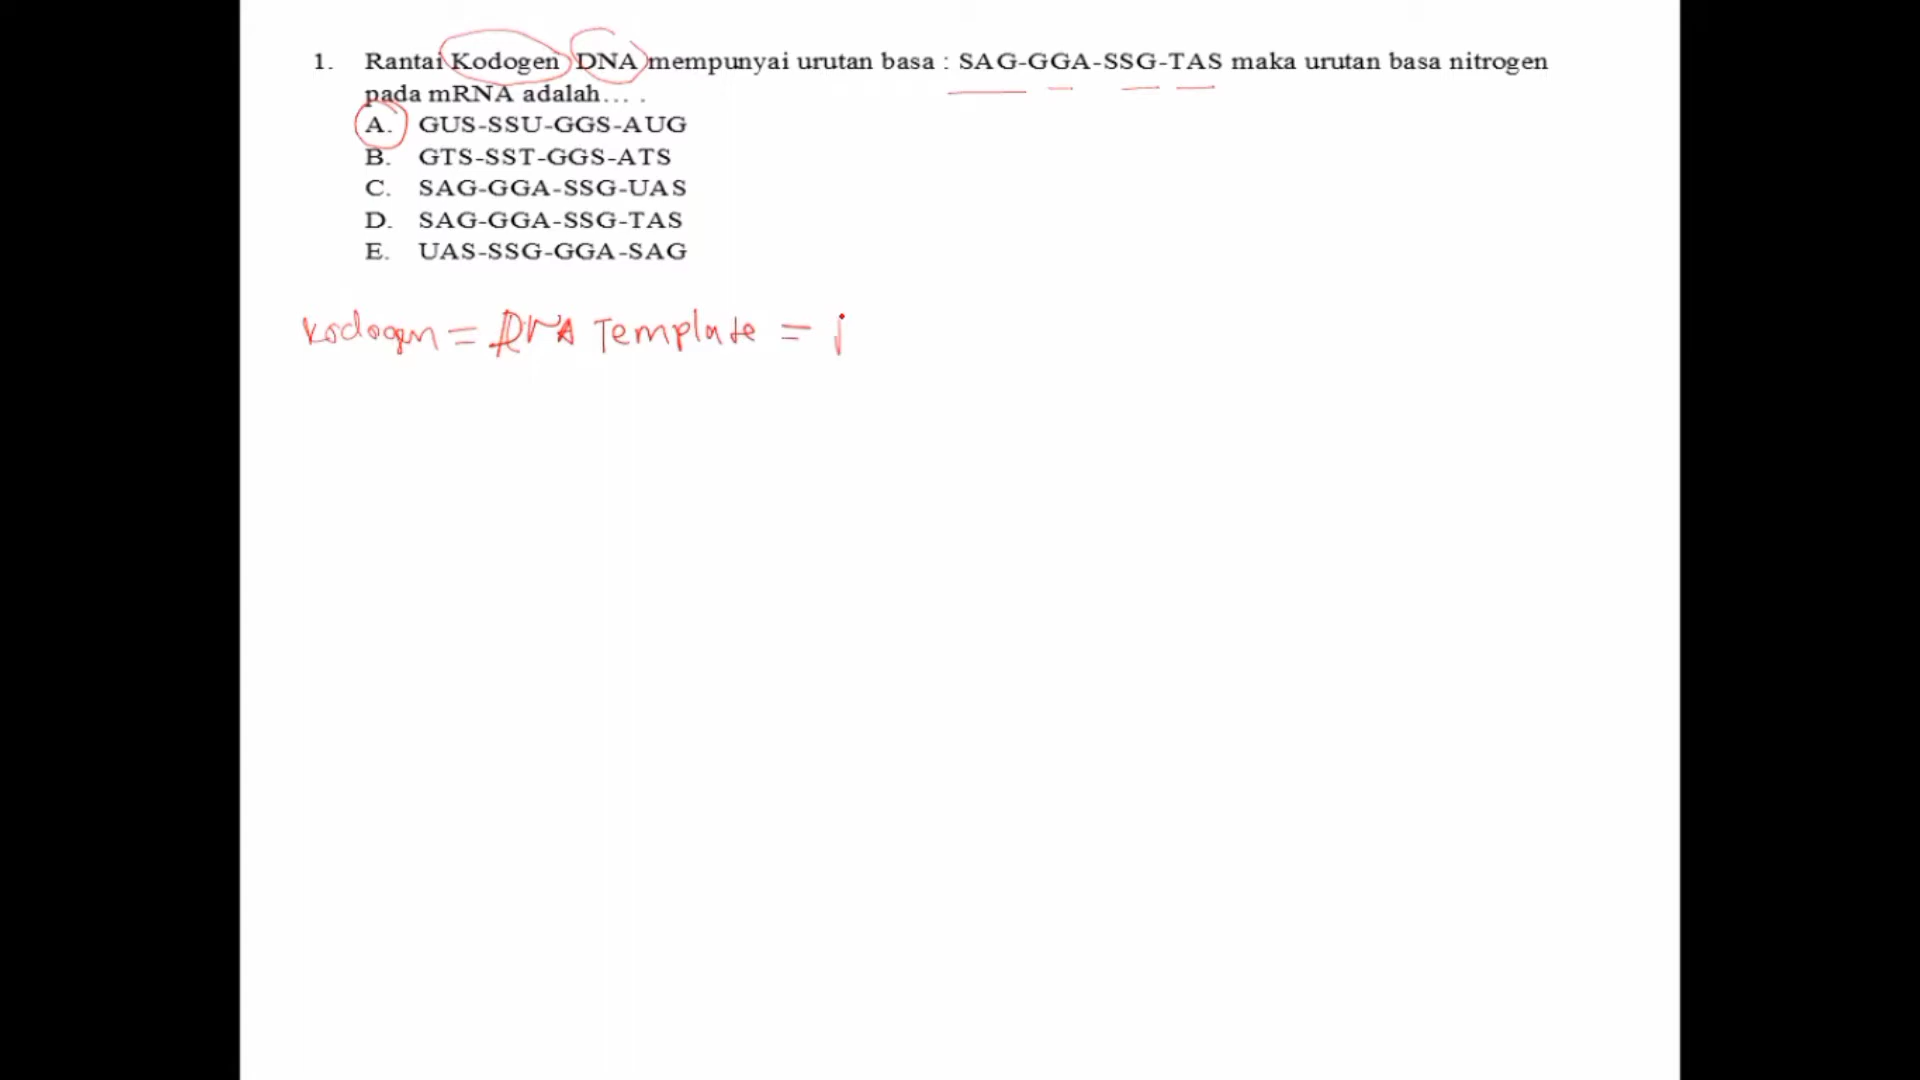 1. Rantai Kodogen DNA mempunyai urutan basa : SAG-GGA-SSG-TAS maka urutan basa nitrogen
pada mRNA adalah... .
A. GUS-SSU-GGS-AUG
B. GTS-SST-GGS-ATS
C. SAG-GGA-SSG-UAS
D. SAG-GGA-SSG-TAS
E. UAS-SSG-GGA-SAG
Kodogen = DNA Template =